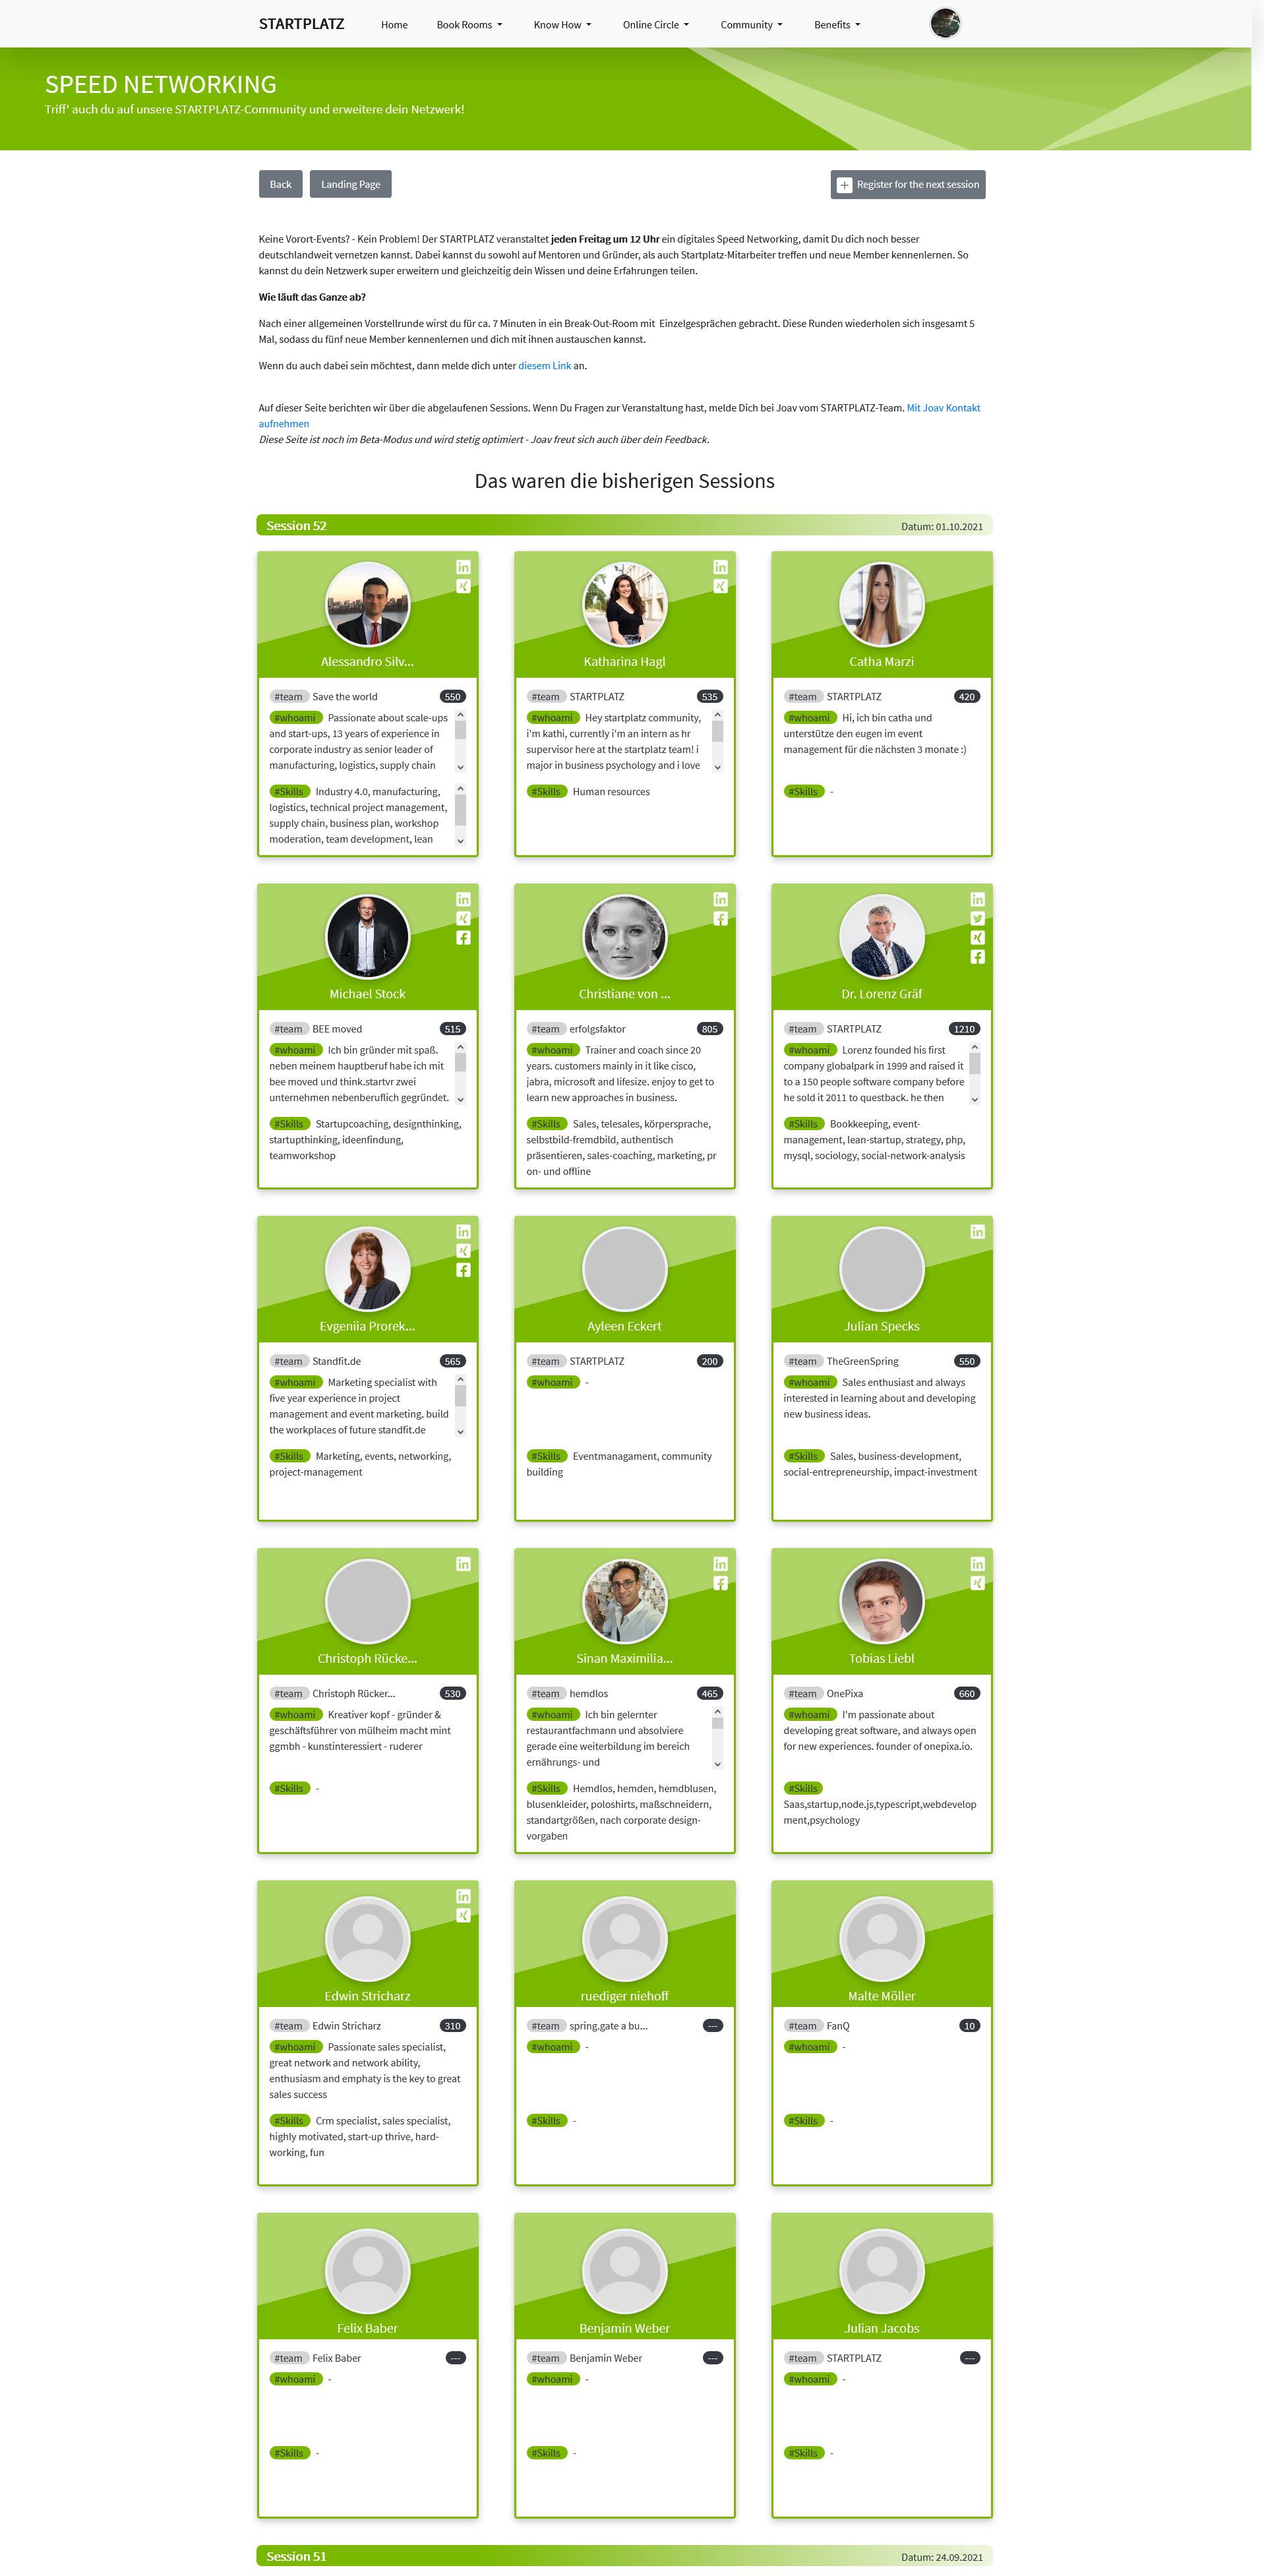 STARTPLATZ
Home
Book Rooms
Know How
Online Circle
Community
Benefits
SPEED NETWORKING
Triff' auch du auf unsere STARTPLATZ-Community und erweitere dein Netzwerk!
Back
Landing Page
Register for the next session
Keine Vorort-Events? - Kein Problem! Der STARTPLATZ veranstaltet jeden Freitag um 12 Uhr ein digitales Speed Networking, damit Du dich noch besser
deutschlandweit vernetzen kannst. Dabei kannst du sowohl auf Mentoren und Gründer, als auch Startplatz-Mitarbeiter treffen und neue Member kennenlernen. So
kannst du dein Netzwerk super erweitern und gleichzeitig dein Wissen und deine Erfahrungen teilen.
Wie läuft das Ganze ab?
Nach einer allgemeinen Vorstellrunde wirst du für ca. 7 Minuten in ein Break-Out-Room mit Einzelgesprächen gebracht. Diese Runden wiederholen sich insgesamt 5
Mal, sodass du fünf neue Member kennenlernen und dich mit ihnen austauschen kannst.
Wenn du auch dabei sein möchtest, dann melde dich unter diesem Link an.
Auf dieser Seite berichten wir über die abgelaufenen Sessions. Wenn Du Fragen zur Veranstaltung hast, melde Dich bei Joav vom STARTPLATZ-Team. Mit Joav Kontakt
aufnehmen
Diese Seite ist noch im Beta-Modus und wird stetig optimiert - Joav freut sich auch über dein Feedback.
Das waren die bisherigen Sessions
Session 52
Datum: 01.10.2021
Alessandro Silv...
#team Save the world 550
#whoami Passionate about scale-ups
and start-ups, 13 years of experience in
corporate industry as senior leader of
manufacturing, logistics, supply chain
#Skills Industry 4.0, manufacturing,
logistics, technical project management,
supply chain, business plan, workshop
moderation, team development, lean
Katharina Hagl
#team STARTPLATZ 535
#whoami Hey startplatz community,
i'm kathi, currently i'm an intern as hr
supervisor here at the startplatz team! i
major in business psychology and i love
#Skills Human resources
Catha Marzi
#team STARTPLATZ 420
#whoami Hi, ich bin catha und
unterstütze den eugen im event
management für die nächsten 3 monate :)
#Skills -
Michael Stock
#team BEE moved 515
#whoami Ich bin gründer mit spaß.
neben meinem hauptberuf habe ich mit
bee moved und think.startvr zwei
unternehmen nebenberuflich gegründet.
#Skills Startupcoaching, designthinking,
startupthinking, ideenfindung,
teamworkshop
Christiane von ...
#team erfolgsfaktor 805
#whoami Trainer and coach since 20
years. customers mainly in it like cisco,
jabra, microsoft and lifesize. enjoy to get to
learn new approaches in business.
#Skills Sales, telesales, körpersprache,
selbstbild-fremdbild, authentisch
präsentieren, sales-coaching, marketing, pr
on- und offline
Dr. Lorenz Gräf
#team STARTPLATZ 1210
#whoami Lorenz founded his first
company globalpark in 1999 and raised it
to a 150 people software company before
he sold it 2011 to questback. he then
#Skills Bookkeeping, event-
management, lean-startup, strategy, php,
mysql, sociology, social-network-analysis
Evgeniia Prorek...
#team Standfit.de 565
#whoami Marketing specialist with
five year experience in project
management and event marketing. build
the workplaces of future standfit.de
#Skills Marketing, events, networking,
project-management
Ayleen Eckert
#team STARTPLATZ 200
#whoami -
#Skills Eventmanagament, community
building
Julian Specks
#team TheGreenSpring 550
#whoami Sales enthusiast and always
interested in learning about and developing
new business ideas.
#Skills Sales, business-development,
social-entrepreneurship, impact-investment
Christoph Rücke...
#team Christoph Rücker... 530
#whoami Kreativer kopf - gründer &
geschäftsführer von mülheim macht mint
ggmbh - kunstinteressiert - ruderer
#Skills -
Sinan Maximilia...
#team hemdlos 465
#whoami Ich bin gelernter
restaurantfachmann und absolviere
gerade eine weiterbildung im bereich
ernährungs- und
#Skills Hemdlos, hemden, hemdblusen,
blusenkleider, poloshirts, maßschneidern,
standartgrößen, nach corporate design-
vorgaben
Tobias Liebl
#team OnePixa 660
#whoami I'm passionate about
developing great software, and always open
for new experiences. founder of onepixa.io.
#Skills
Saas,startup,node.js,typescript,webdevelop
ment,psychology
Edwin Stricharz
#team Edwin Stricharz 310
#whoami Passionate sales specialist,
great network and network ability,
enthusiasm and emphaty is the key to great
sales success
#Skills Crm specialist, sales specialist,
highly motivated, start-up thrive, hard-
working, fun
ruediger niehoff
#team spring.gate a bu... ---
#whoami -
#Skills -
Malte Möller
#team FanQ 10
#whoami -
#Skills -
Felix Baber
#team Felix Baber ---
#whoami -
#Skills -
Benjamin Weber
#team Benjamin Weber ---
#whoami -
#Skills -
Julian Jacobs
#team STARTPLATZ ---
#whoami -
#Skills -
Session 51
Datum: 24.09.2021